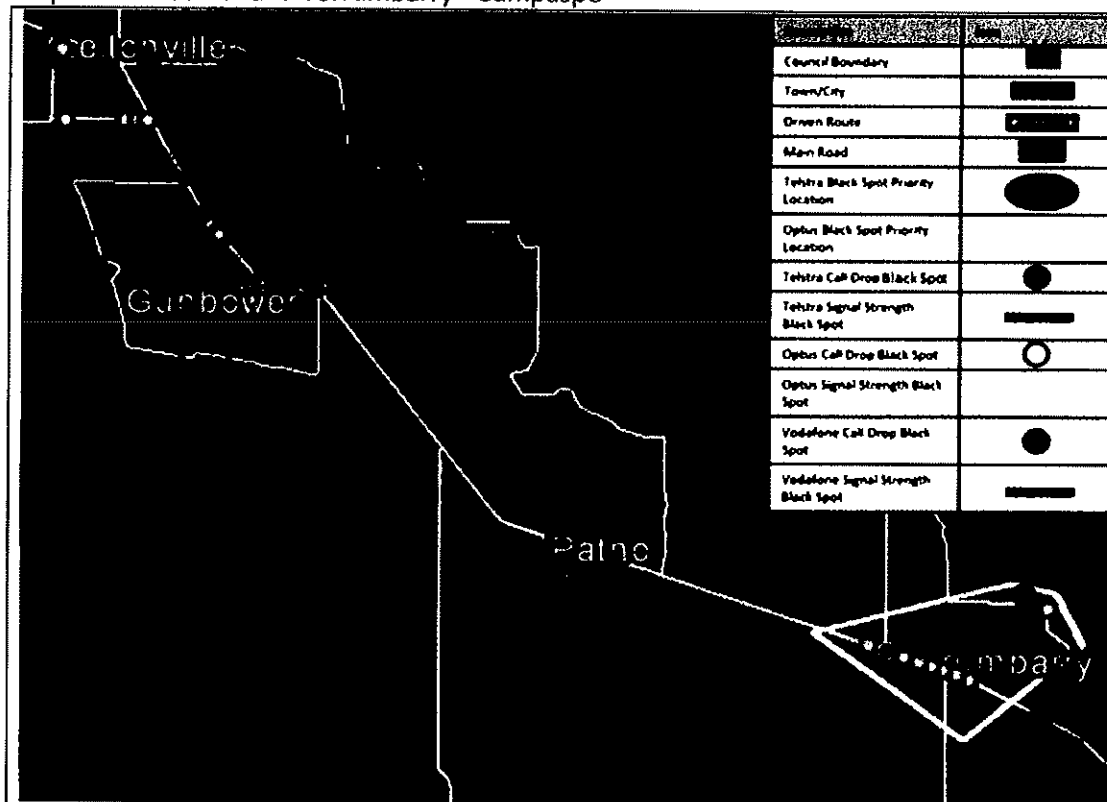 Campaspe
Gunbower
Council Boundary
Town/City
Driven Route
Main Road
Telstra Black Spot Priority
Location
Optus Black Spot Priority
Location
Telstra Call Drop Black Spot
Telstra Signal Strength
Black Spot
Optus Call Drop Black Spot
Optus Signal Strength Black
Spot
Vodafone Call Drop Black
Spot
Vodafone Signal Strength
Black Spot
Patho